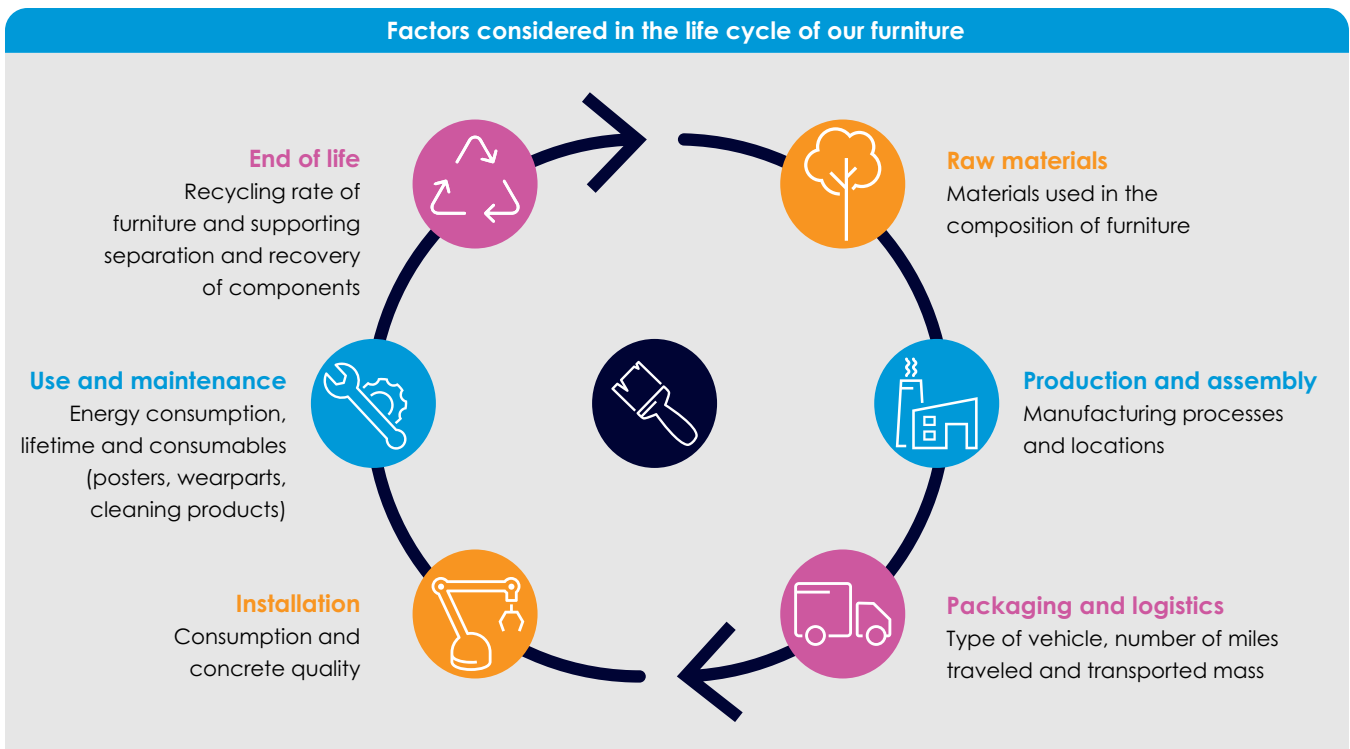 Factors considered in the life cycle of our furniture
End of life
Recycling rate of
furniture and supporting
separation and recovery
of components
Raw materials
Materials used in the
composition of furniture
Use and maintenance
Energy consumption,
lifetime and consumables
(posters, wearparts,
cleaning products)
Production and assembly
Manufacturing processes
and locations
Installation
Consumption and
concrete quality
Packaging and logistics
Type of vehicle, number of miles
traveled and transported mass